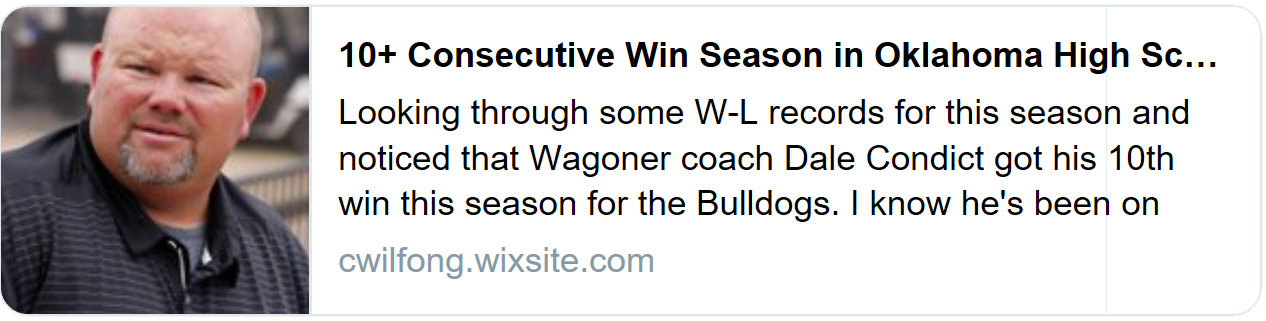 10+ Consecutive Win Season in Oklahoma High Sc...
Looking through some W-L records for this season and
noticed that Wagoner coach Dale Condict got his 10th
win this season for the Bulldogs. I know he's been on
cwilfong.wixsite.com